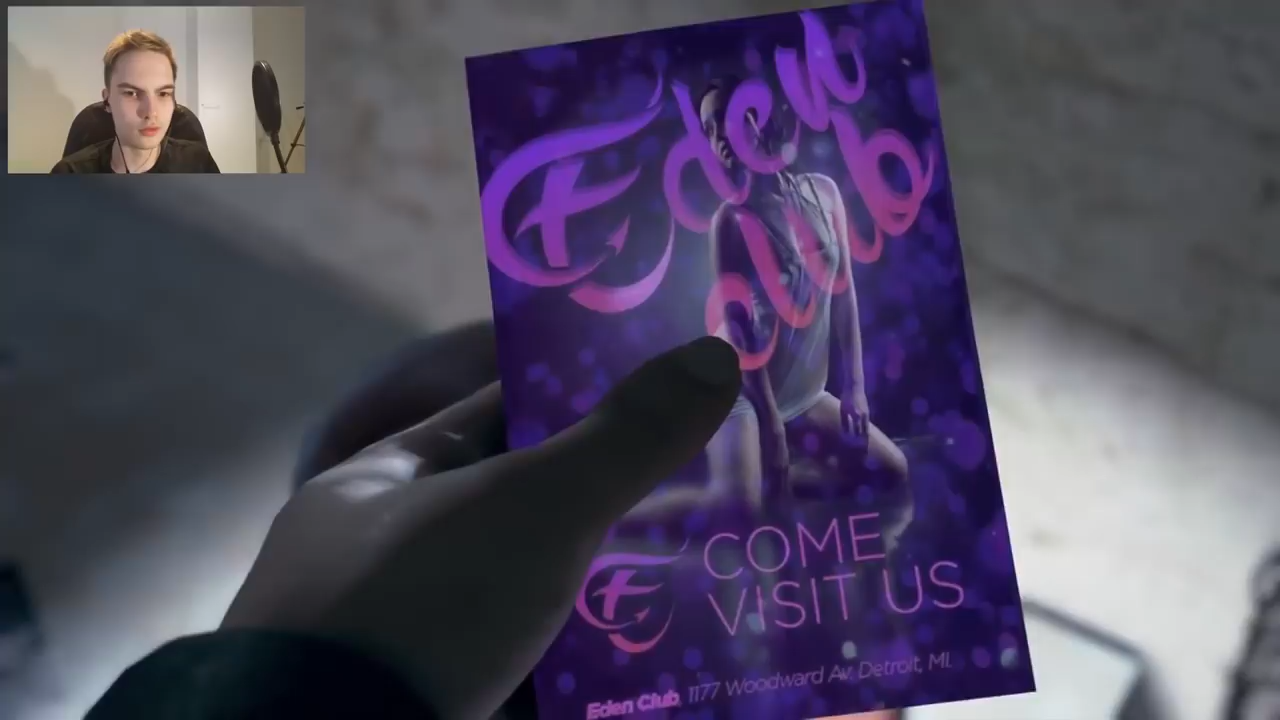 Eden
club
COME
VISIT US
Eden Club, 1177 Woodward Av. Detroit, MI.